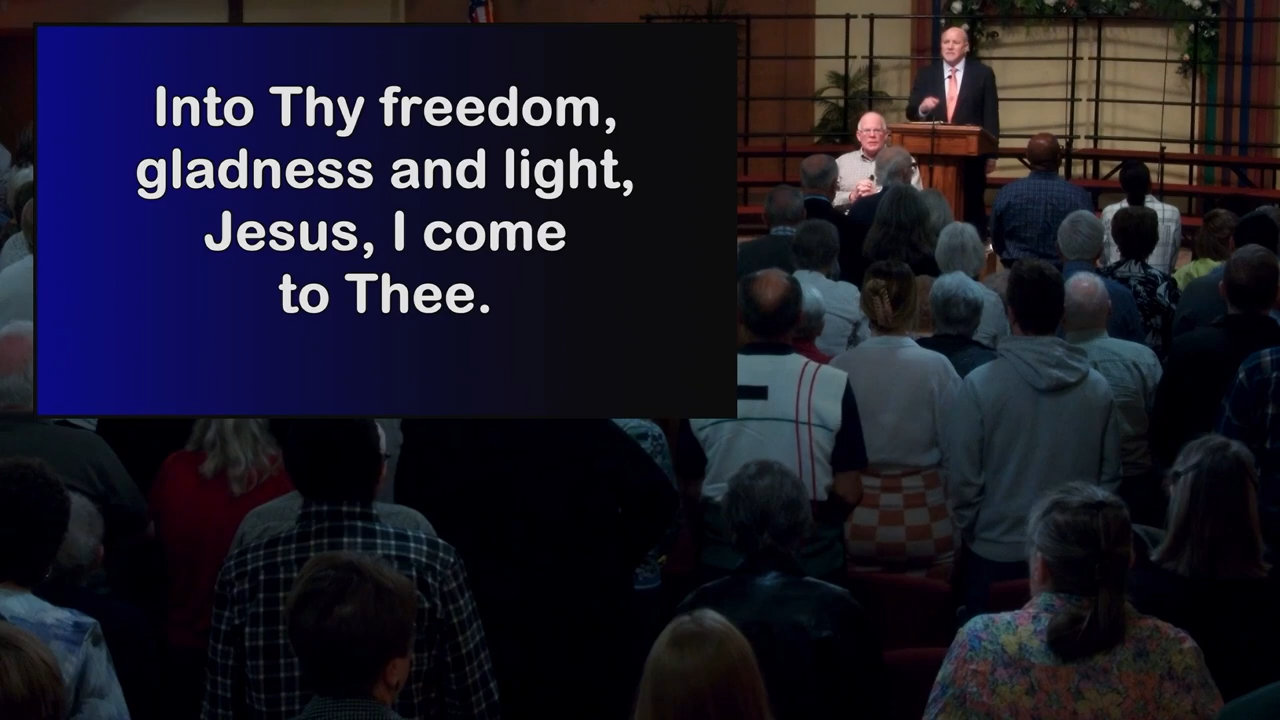 Into Thy freedom,
gladness and light,
Jesus, I come
to Thee.